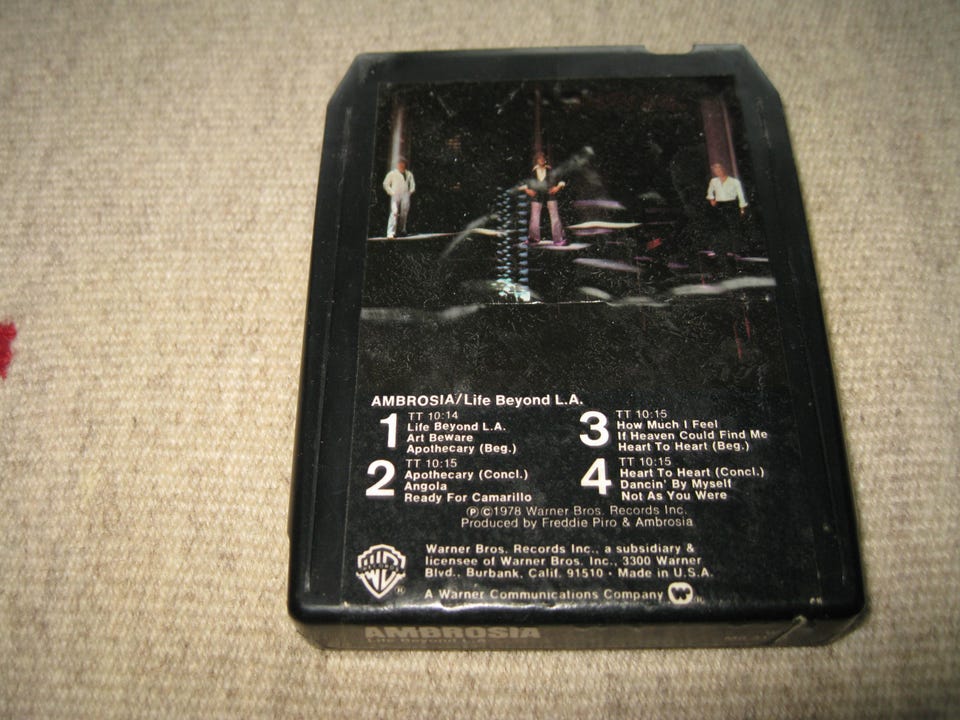 AMBROSIA/Life Beyond L.A.
1 TT 10:14
Life Beyond L.A.
Art Beware
Apothecary (Beg.)
2 TT 10:15
Apothecary (Concl.)
Angola
Ready For Camarillo
3 TT 10:15
How Much I Feel
If Heaven Could Find Me
Heart To Heart (Beg.)
4 TT 10:15
Heart To Heart (Concl.)
Dancin' By Myself
Not As You Were
℗©1978 Warner Bros. Records Inc.
Produced by Freddie Piro & Ambrosia
Warner Bros. Records Inc., a subsidiary &
licensee of Warner Bros. Inc., 3300 Warner
Blvd., Burbank, Calif. 91510 · Made in U.S.A.
A Warner Communications Company
AMBROSIA